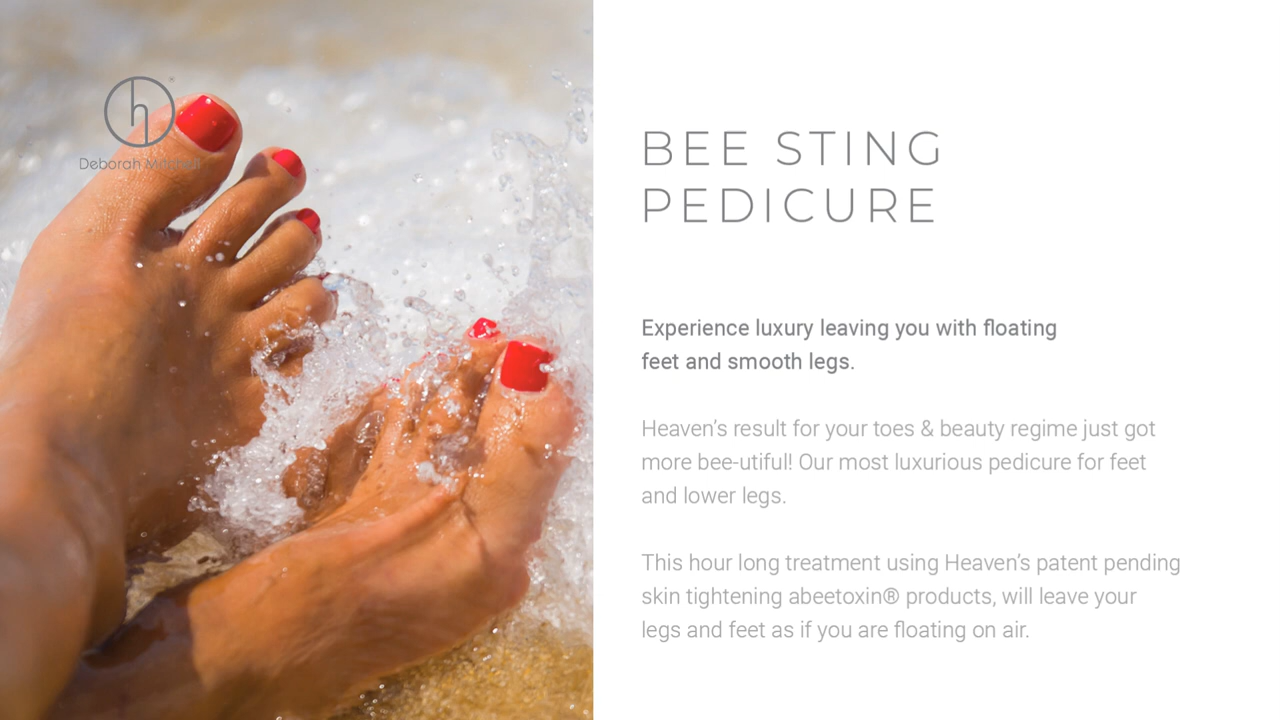 h®
Deborah Mitchell
BEE STING
PEDICURE
Experience luxury leaving you with floating
feet and smooth legs.
Heaven’s result for your toes & beauty regime just got
more bee-utiful! Our most luxurious pedicure for feet
and lower legs.
This hour long treatment using Heaven’s patent pending
skin tightening abeetoxin® products, will leave your
legs and feet as if you are floating on air.